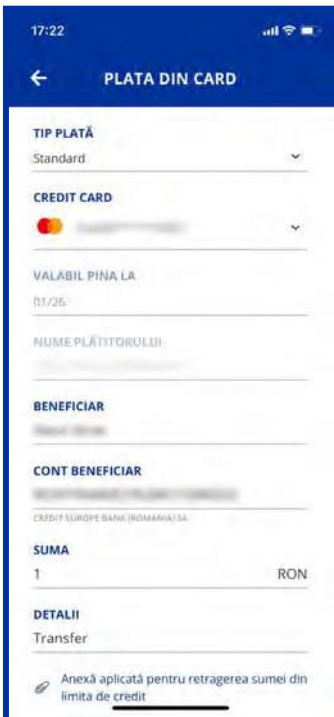 17:22
PLATA DIN CARD
TIP PLATĂ
Standard
CREDIT CARD
VALABIL PINA LA
01/26
NUME PLĂTITORULUI
BENEFICIAR
CONT BENEFICIAR
CREDIT EUROPE BANK (ROMANIA) SA
SUMA
1 RON
DETALII
Transfer
Anexă aplicată pentru retragerea sumei din
limita de credit